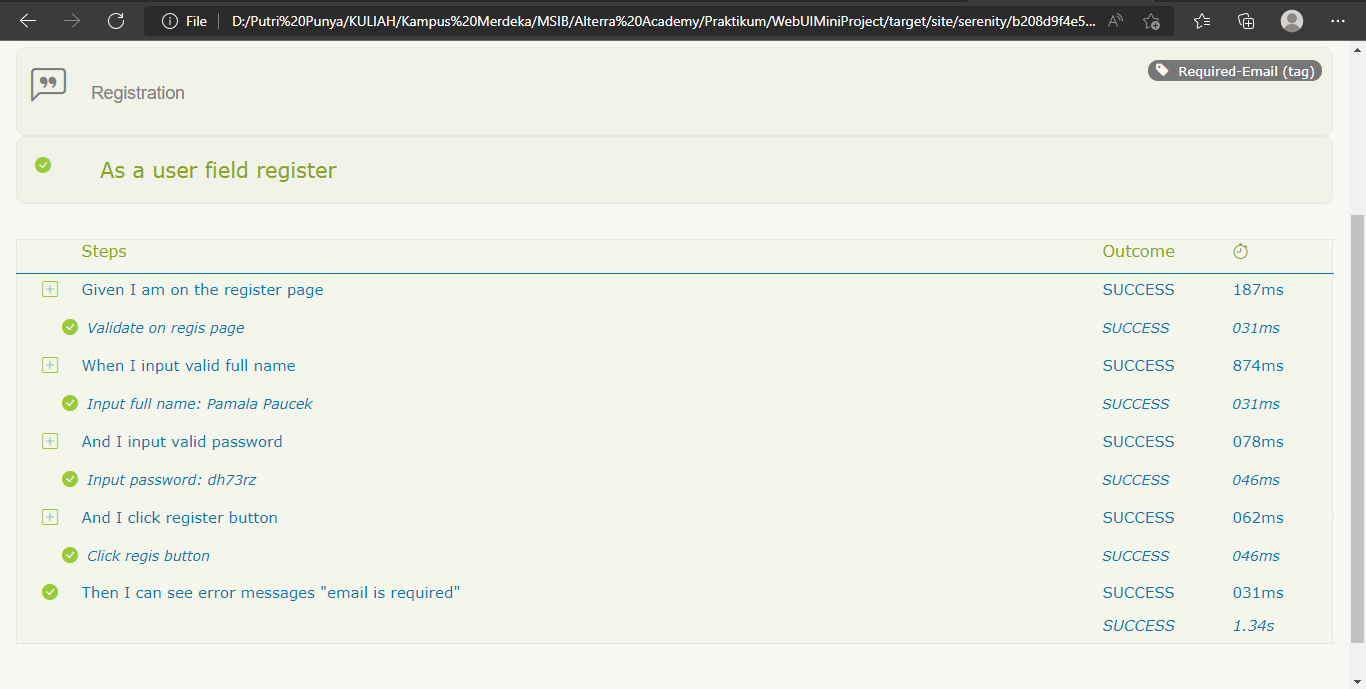 File
D:/Putri%20Punya/KULIAH/Kampus%20Merdeka/MSIB/Alterra%20Academy/Praktikum/WebUIMiniProject/target/site/serenity/b208d9f4e5...
Required-Email (tag)
Registration
As a user field register
Steps Outcome
Given I am on the register page SUCCESS 187ms
Validate on regis page SUCCESS 031ms
When I input valid full name SUCCESS 874ms
Input full name: Pamala Paucek SUCCESS 031ms
And I input valid password SUCCESS 078ms
Input password: dh73rz SUCCESS 046ms
And I click register button SUCCESS 062ms
Click regis button SUCCESS 046ms
Then I can see error messages "email is required" SUCCESS 031ms
SUCCESS 1.34s